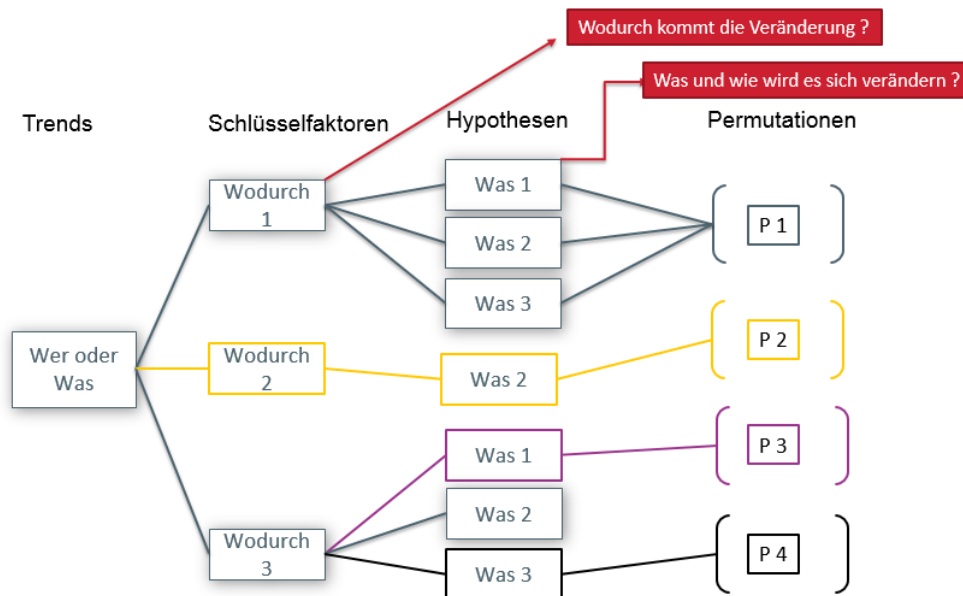 Wodurch kommt die Veränderung ?
Was und wie wird es sich verändern ?
Trends
Schlüsselfaktoren
Hypothesen
Permutationen
Wodurch
1
Was 1
Was 2
Was 3
P 1
Wer oder
Was
Wodurch
2
Was 2
P 2
Wodurch
3
Was 1
Was 2
Was 3
P 3
P 4